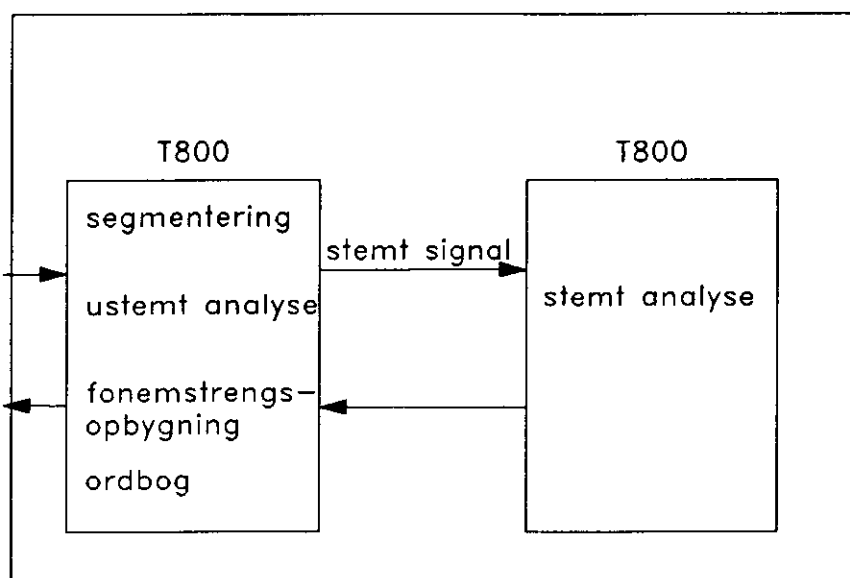 T800
segmentering
ustemt analyse
fonemstrengs-
opbygning
ordbog
stemt signal
T800
stemt analyse